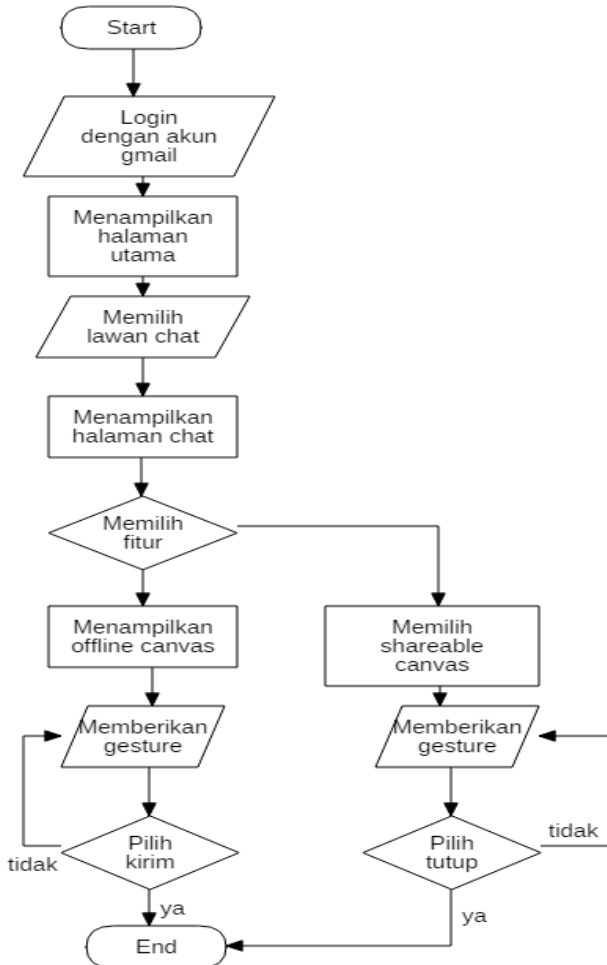 Start
Login
dengan akun
gmail
Menampilkan
halaman
utama
Memilih
lawan chat
Menampilkan
halaman chat
Memilih
fitur
Menampilkan
offline canvas
Memilih
shareable
canvas
Memberikan
gesture
Memberikan
gesture
Pilih
kirim
tidak
Pilih
tutup
tidak
ya
ya
End